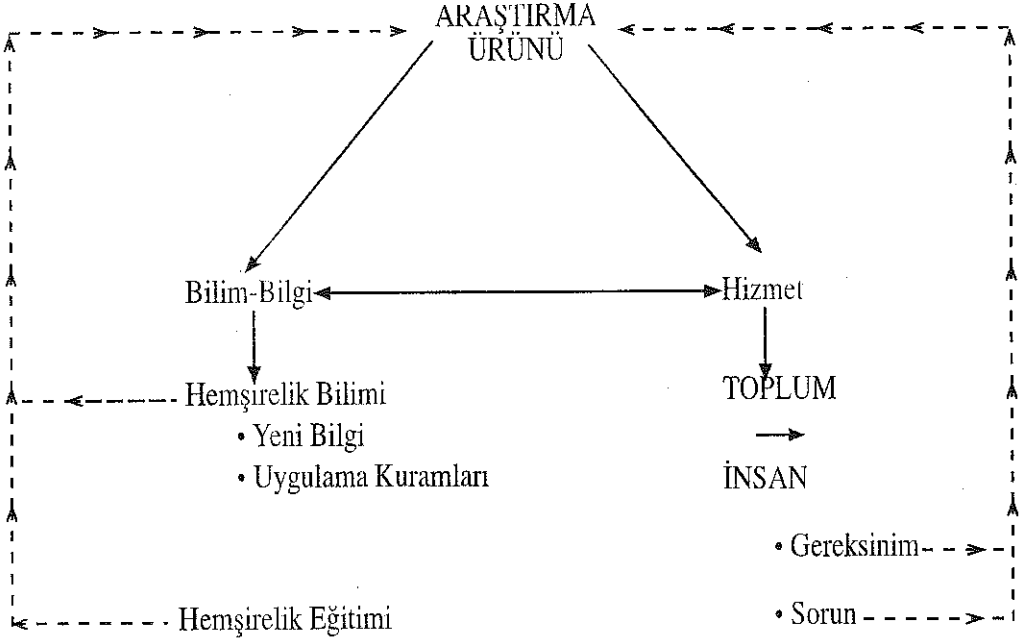 ARAŞTIRMA
ÜRÜNÜ
Bilim-Bilgi
Hizmet
Hemşirelik Bilimi
• Yeni Bilgi
• Uygulama Kuramları
TOPLUM
İNSAN
• Gereksinim
• Sorun
Hemşirelik Eğitimi